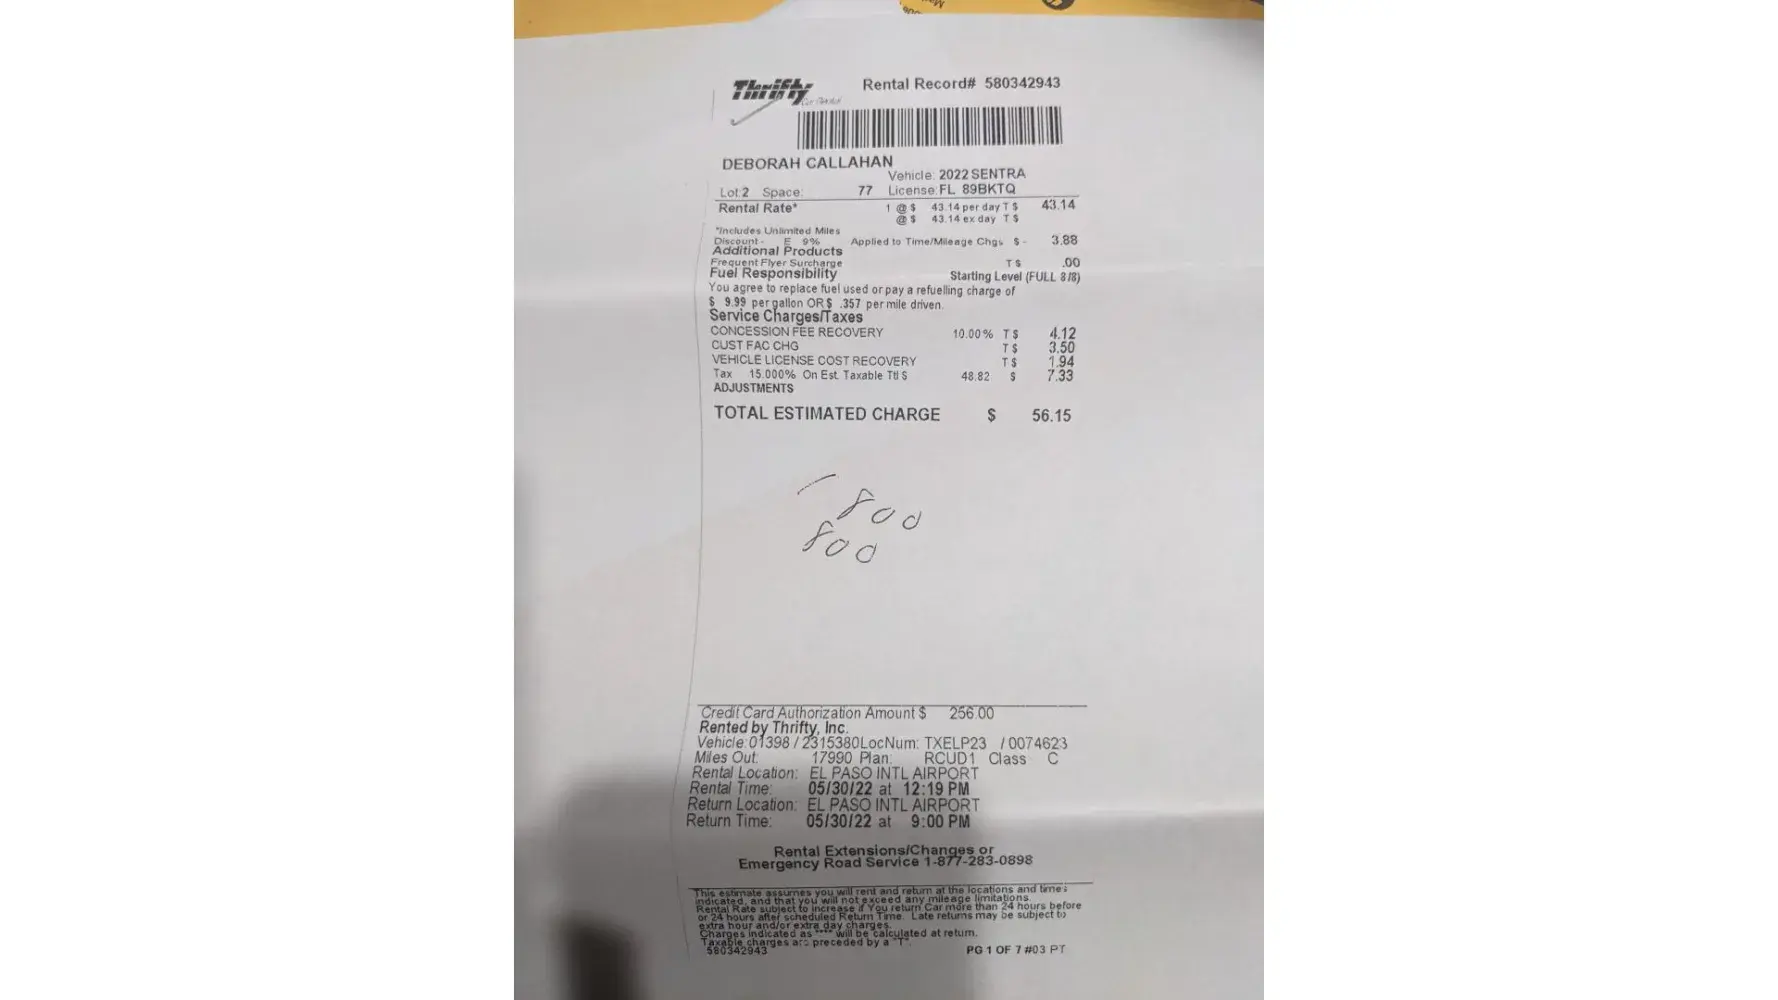 Thrifty Car Rental
Rental Record# 580342943
DEBORAH CALLAHAN
Vehicle: 2022 SENTRA
Lot:2 Space: 77 License:FL 89BKTQ
Rental Rate* 1 @ $ 43.14 per day T $ 43.14
@ $ 43.14 ex day T $
*Includes Unlimited Miles
Discount - E 9% Applied to Time/Mileage Chgs $ - 3.88
Additional Products
Frequent Flyer Surcharge T $ .00
Fuel Responsibility Starting Level (FULL 8/8)
You agree to replace fuel used or pay a refuelling charge of
$ 9.99 per gallon OR $ .357 per mile driven.
Service Charges/Taxes
CONCESSION FEE RECOVERY 10.00% T $ 4.12
CUST FAC CHG T $ 3.50
VEHICLE LICENSE COST RECOVERY T $ 1.94
Tax 15.000% On Est. Taxable Ttl $ 48.82 $ 7.33
ADJUSTMENTS
TOTAL ESTIMATED CHARGE $ 56.15
800
800
Credit Card Authorization Amount $ 256.00
Rented by Thrifty, Inc.
Vehicle: 01398 / 2315380 LocNum: TXELP23 / 0074623
Miles Out: 17990 Plan: RCUD1 Class C
Rental Location: EL PASO INTL AIRPORT
Rental Time: 05/30/22 at 12:19 PM
Return Location: EL PASO INTL AIRPORT
Return Time: 05/30/22 at 9:00 PM
Rental Extensions/Changes or
Emergency Road Service 1-877-283-0898
This estimate assumes you will rent and return at the locations and times
indicated, and that you will not exceed any mileage limitations.
Rental Rate subject to increase if You return Car more than 24 hours before
or 24 hours after scheduled Return Time. Late returns may be subject to
extra hour and/or extra day charges.
Charges indicated as "***" will be calculated at return.
Taxable charges are preceded by a "T".
580342943 PG 1 OF 7 #03 PT